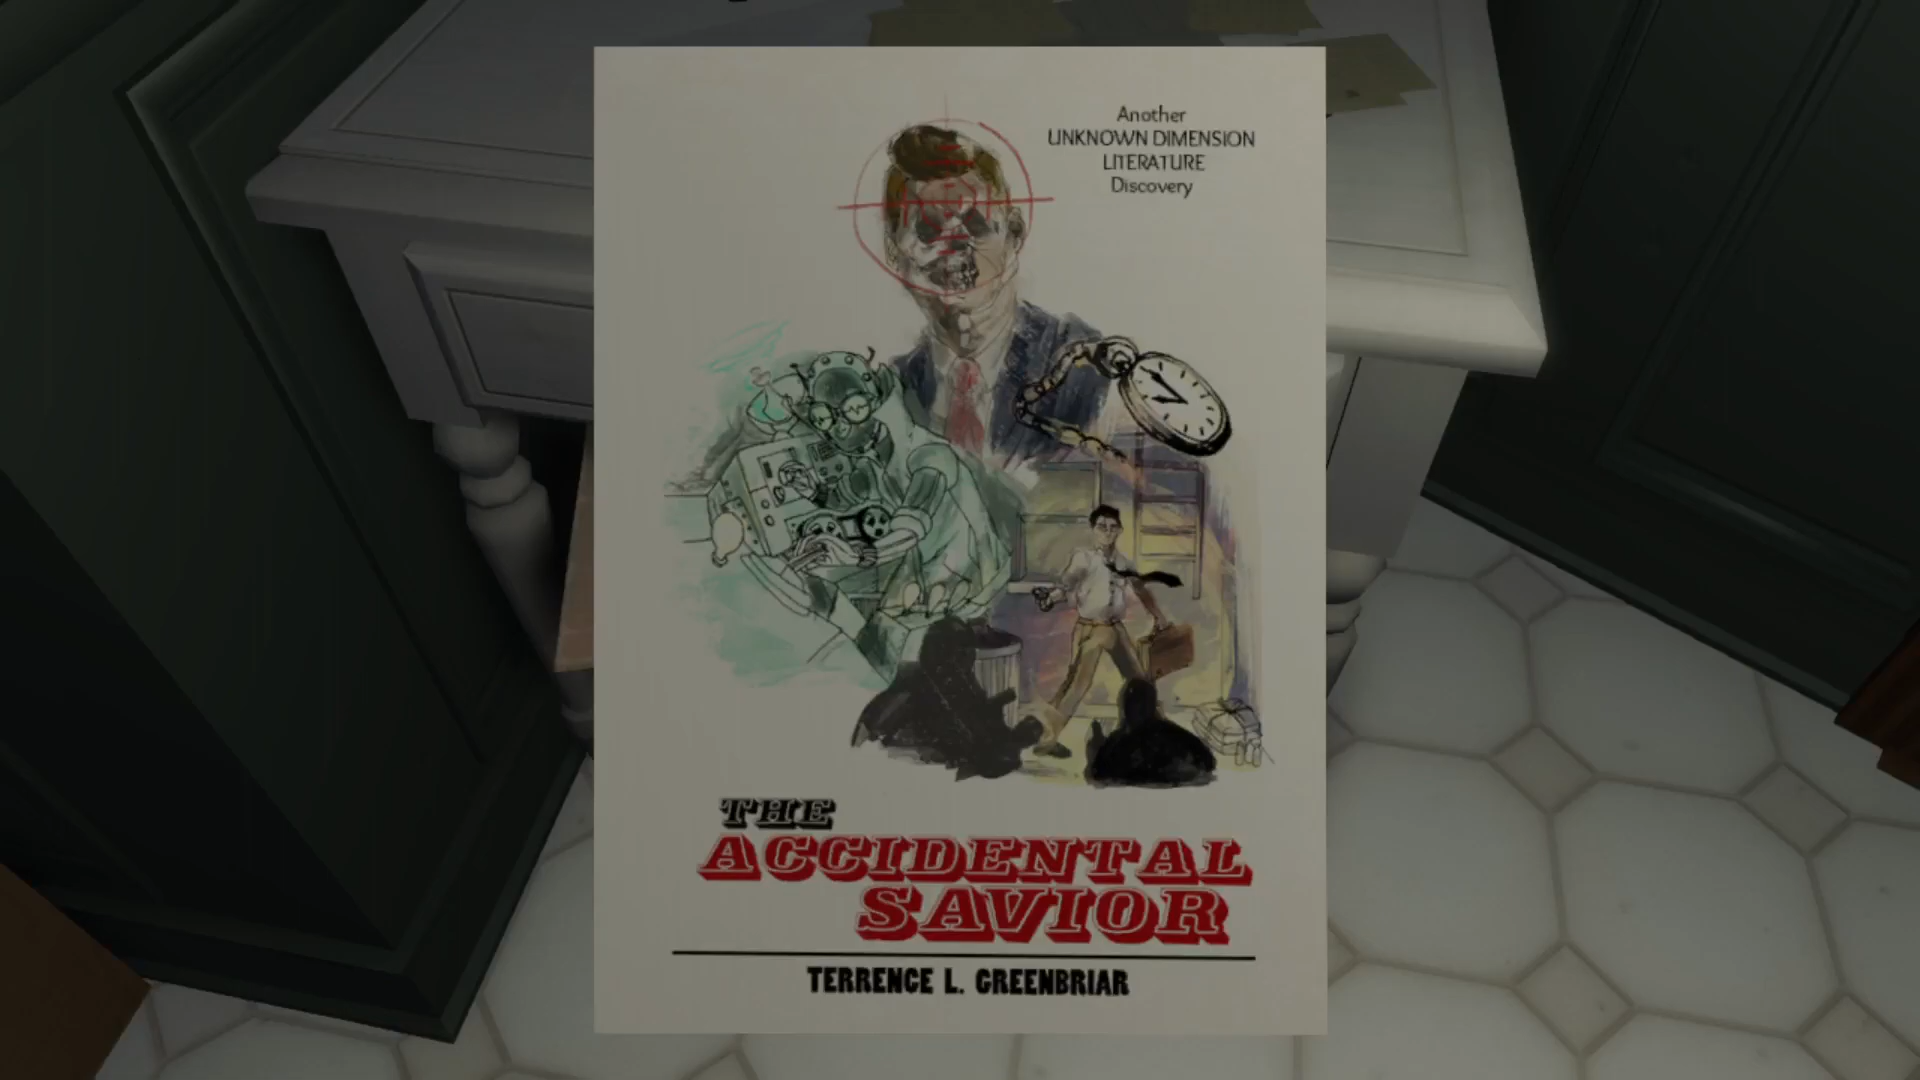 Another
UNKNOWN DIMENSION
LITERATURE
Discovery
THE
ACCIDENTAL
SAVIOR
TERRENCE L. GREENBRIAR